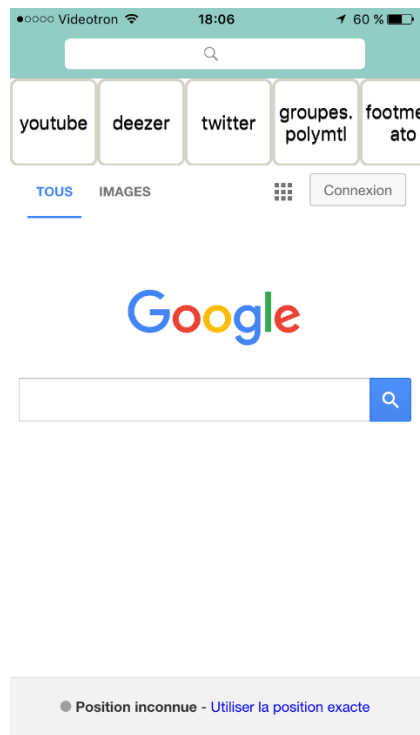 Videotron 18:06 60 %
youtube deezer twitter groupes. footme
polymtl ato
TOUS IMAGES Connexion
Google
Position inconnue - Utiliser la position exacte